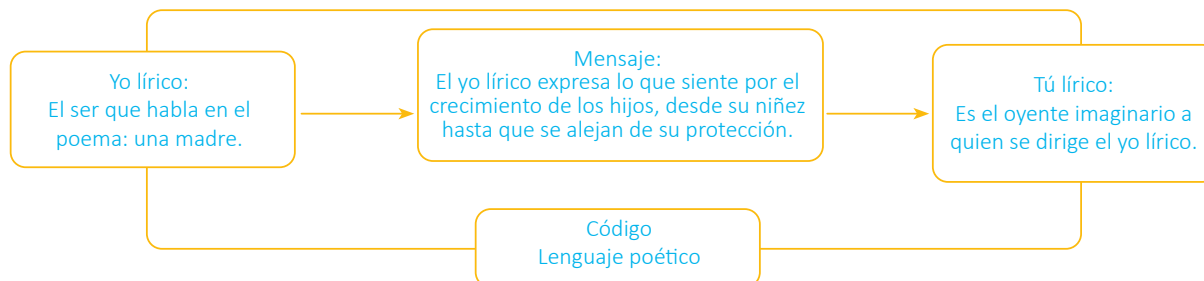 Yo lírico:
El ser que habla en el
poema: una madre.
Mensaje:
El yo lírico expresa lo que siente por el
crecimiento de los hijos, desde su niñez
hasta que se alejan de su protección.
Tú lírico:
Es el oyente imaginario a
quien se dirige el yo lírico.
Código
Lenguaje poético